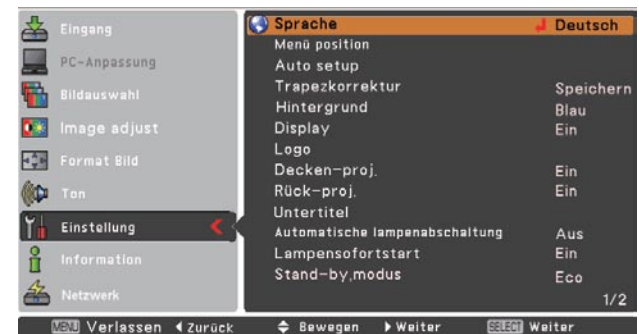 Eingang
PC-Anpassung
Bildauswahl
Image adjust
Format Bild
Ton
Einstellung
Information
Netzwerk
Sprache Deutsch
Menü position
Auto setup
Trapezkorrektur Speichern
Hintergrund Blau
Display Ein
Logo
Decken-proj. Ein
Rück-proj. Ein
Untertitel
Automatische lampenabschaltung Aus
Lampensofortstart Ein
Stand-by,modus Eco
1/2
MENU Verlassen Zurück Bewegen Weiter SELECT Weiter